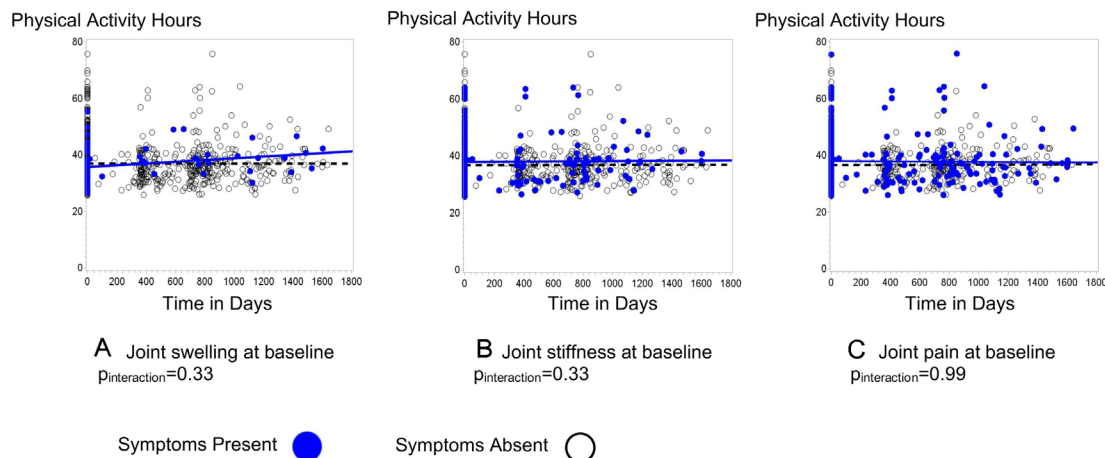 Physical Activity Hours
Physical Activity Hours
Physical Activity Hours
80
60
40
20
0
0 200 400 600 800 1000 1200 1400 1600 1800
Time in Days
80
60
40
20
0
0 200 400 600 800 1000 1200 1400 1600 1800
Time in Days
80
60
40
20
0
0 200 400 600 800 1000 1200 1400 1600 1800
Time in Days
A Joint swelling at baseline
pinteraction=0.33
B Joint stiffness at baseline
pinteraction=0.33
C Joint pain at baseline
pinteraction=0.99
Symptoms Present
Symptoms Absent